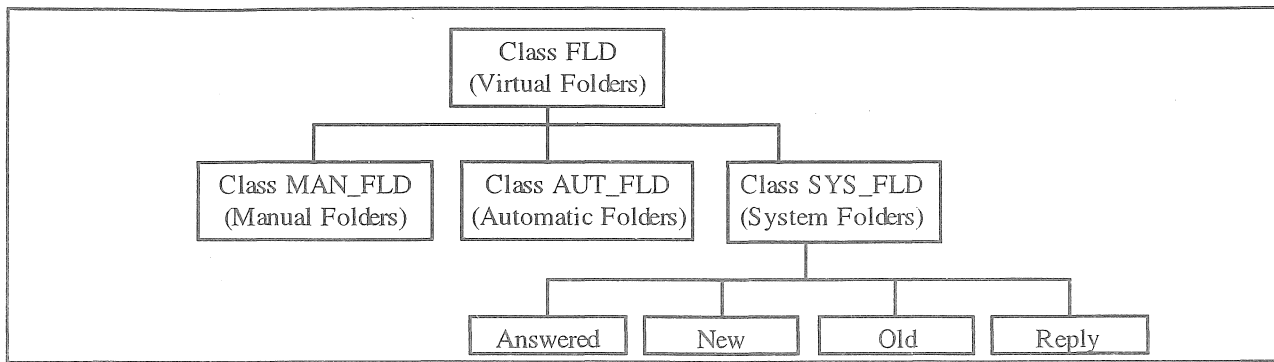 Class FLD
(Virtual Folders)
Class MAN_FLD
(Manual Folders)
Class AUT_FLD
(Automatic Folders)
Class SYS_FLD
(System Folders)
Answered
New
Old
Reply